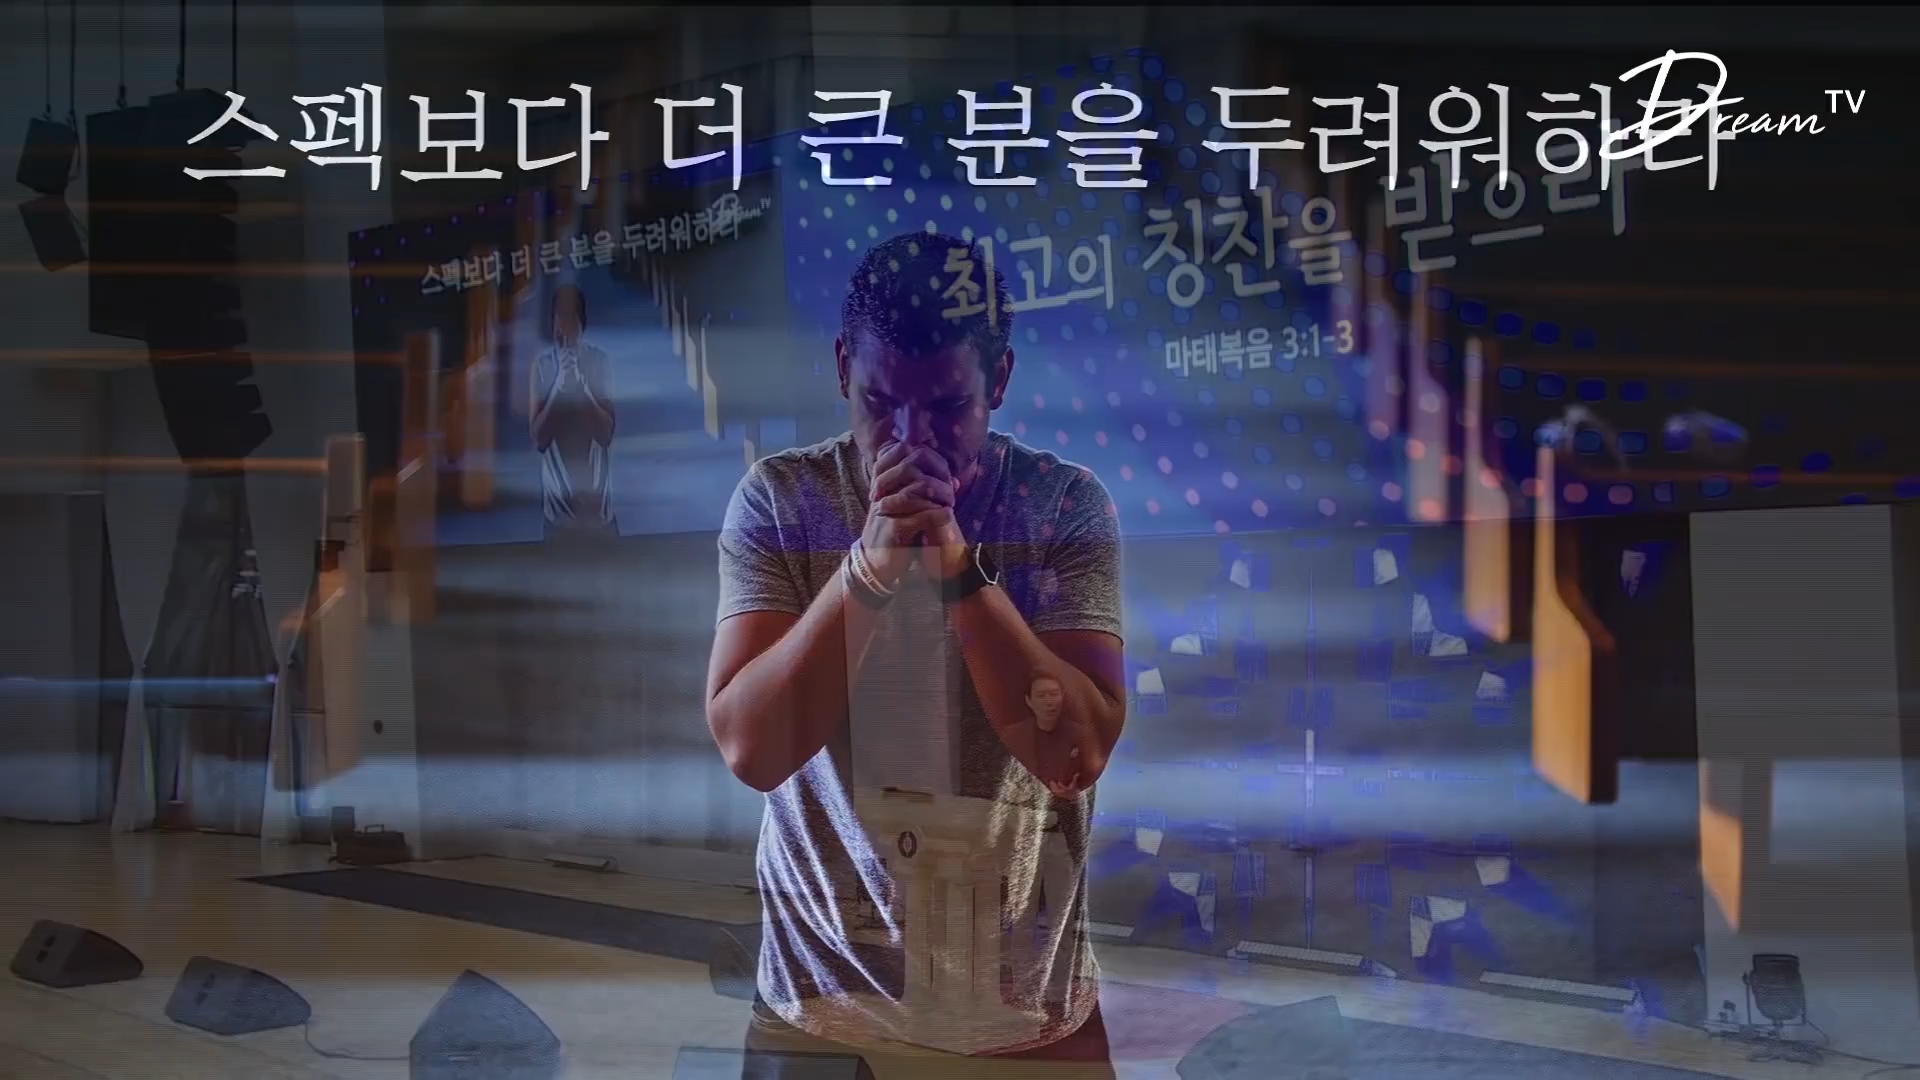 스펙보다 더 큰 분을 두려워하라
Dream TV
스펙보다 더 큰 분을 두려워하라
Dream TV
최고의 칭찬을 받으라
마태복음 3:1-3